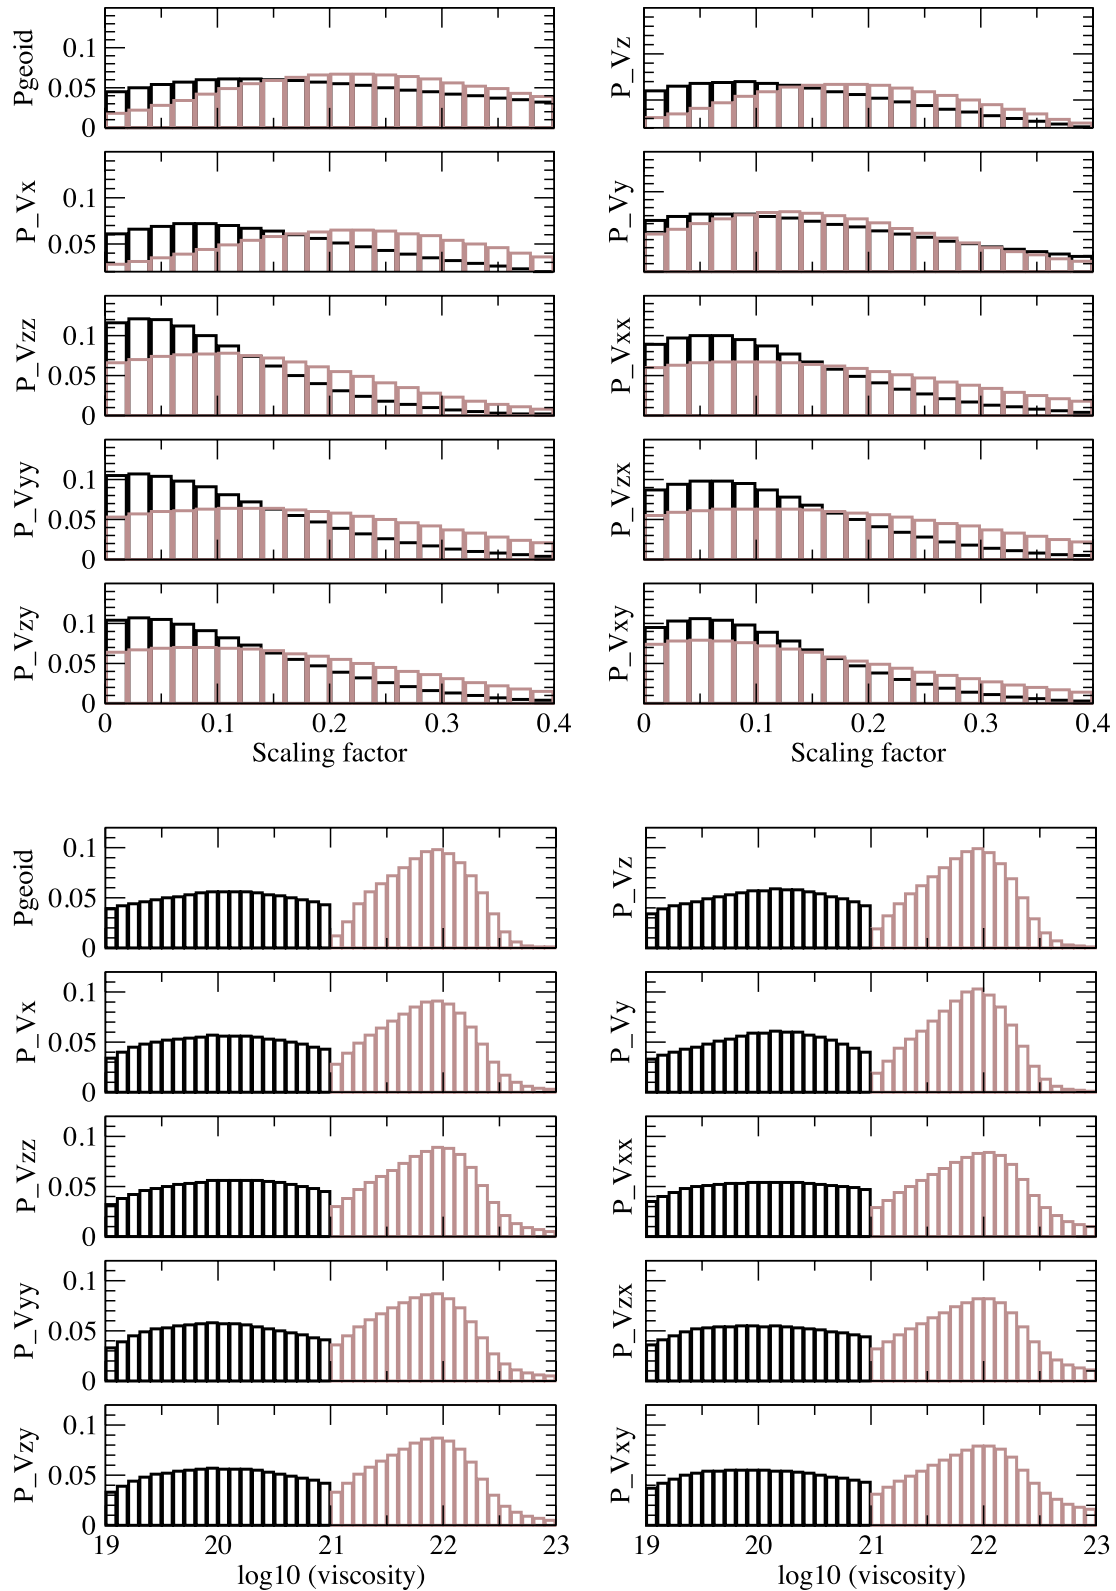 Pgeoid 0.1 0.05 0
P_Vz
P_Vx 0.1 0.05
P_Vy
P_Vzz 0.1 0.05 0
P_Vxx
P_Vyy 0.1 0.05 0
P_Vzx
P_Vzy 0.1 0.05 0
P_Vxy
0 0.1 0.2 0.3 0.4
0 0.1 0.2 0.3 0.4
Scaling factor
Scaling factor
Pgeoid 0.1 0.05 0
P_Vz
P_Vx 0.1 0.05 0
P_Vy
P_Vzz 0.1 0.05 0
P_Vxx
P_Vyy 0.1 0.05 0
P_Vzx
P_Vzy 0.1 0.05 0
P_Vxy
19 20 21 22 23
19 20 21 22 23
log10 (viscosity)
log10 (viscosity)